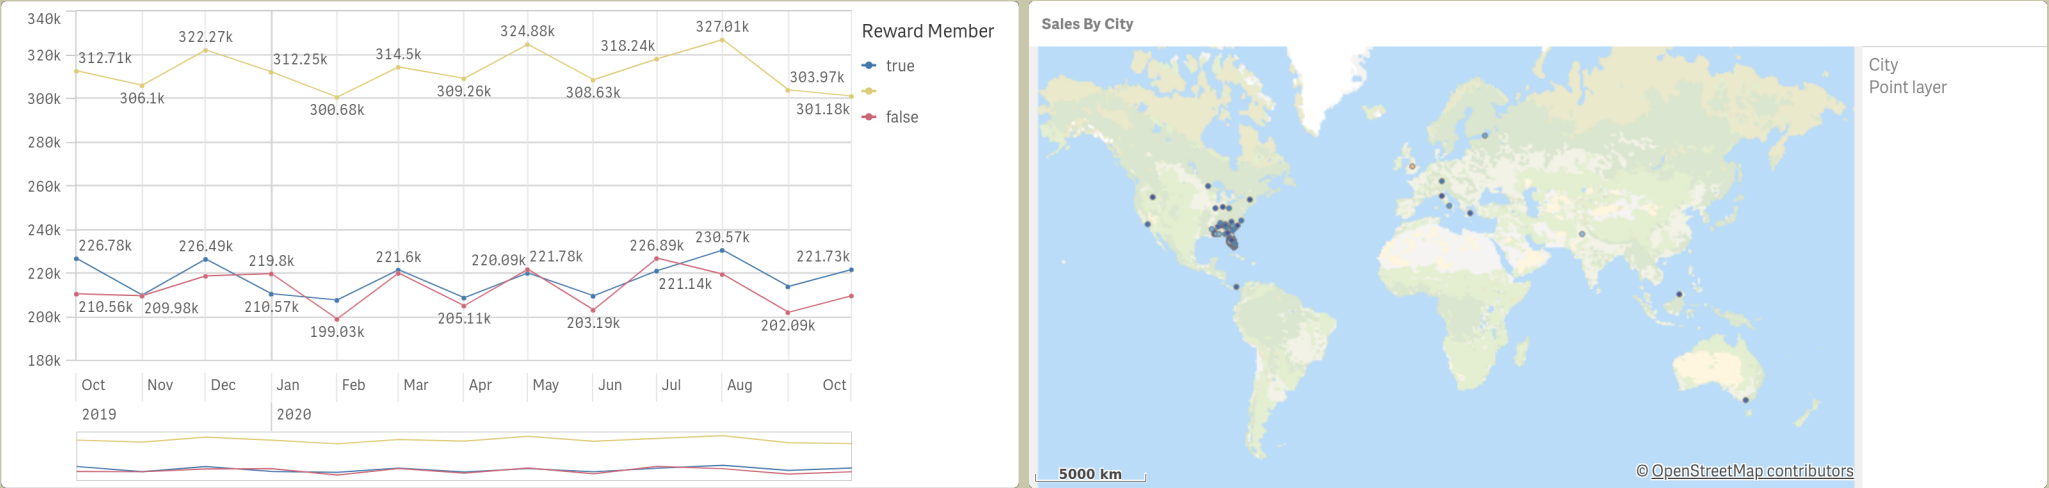 340k
320k
300k
280k
260k
240k
220k
200k
180k
312.71k
306.1k
322.27k
312.25k
300.68k
314.5k
309.26k
324.88k
308.63k
318.24k
327.01k
303.97k
301.18k
226.78k
210.56k
209.98k
226.49k
219.8k
210.57k
199.03k
221.6k
205.11k
220.09k
221.78k
203.19k
226.89k
221.14k
230.57k
202.09k
221.73k
Oct Nov Dec Jan Feb Mar Apr May Jun Jul Aug Oct
2019 2020
Reward Member
true
false
Sales By City
City
Point layer
5000 km
© OpenStreetMap contributors